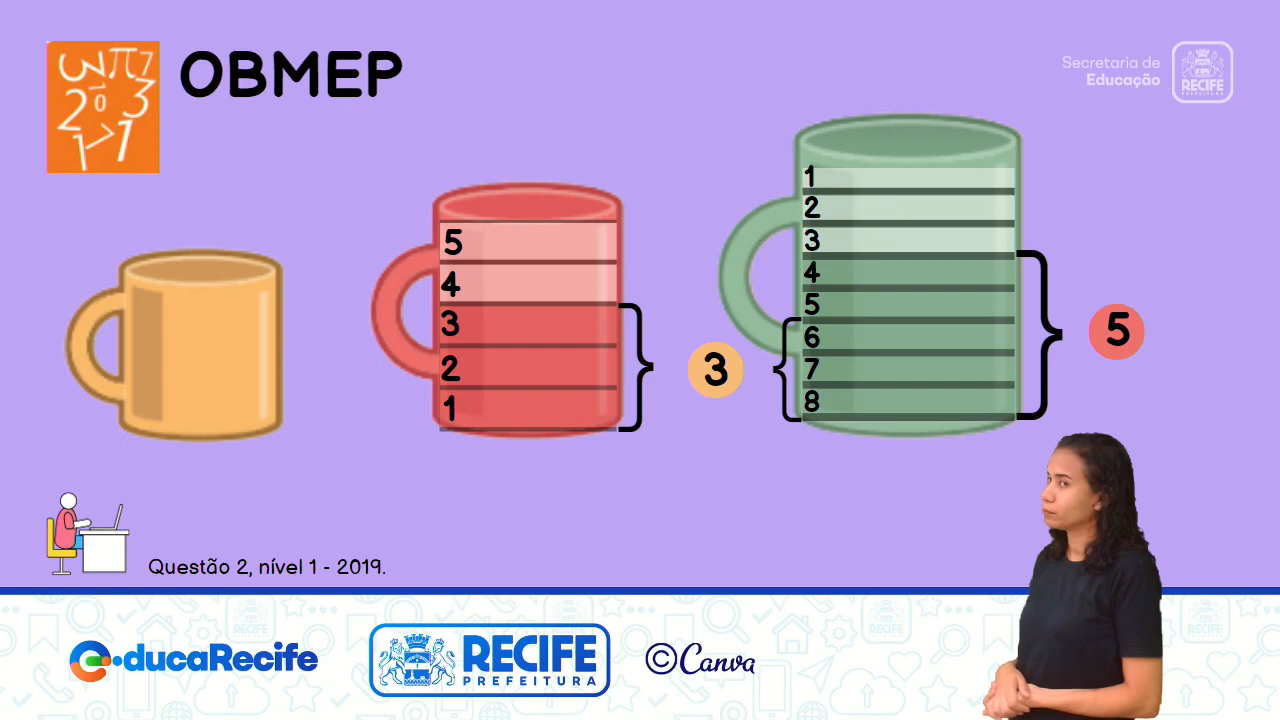 OBMEP
Secretaria de
Educação
RECIFE
PREFEITURA
5
4
3
2
1
3
1
2
3
4
5
6
7
8
5
Questão 2, nível 1 - 2019.
educaRecife
RECIFE
PREFEITURA
©Canva